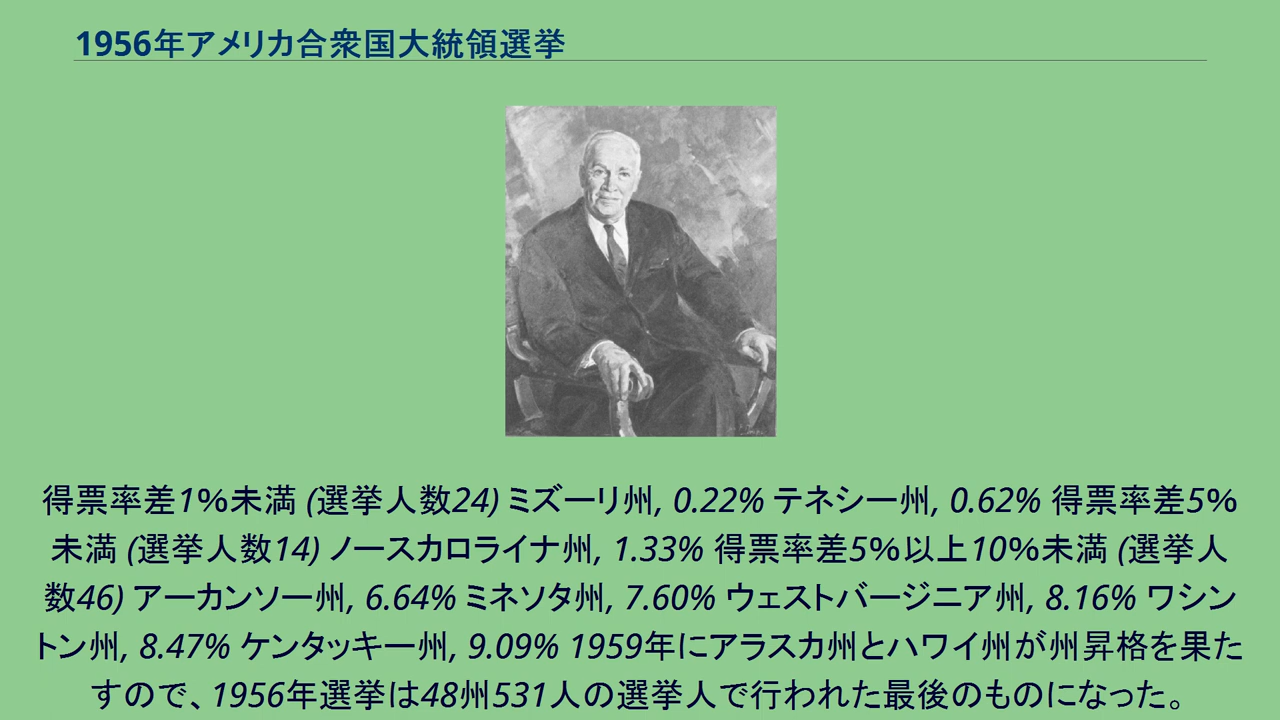 1956年アメリカ合衆国大統領選挙
得票率差1%未満 (選挙人数24) ミズーリ州, 0.22% テネシー州, 0.62% 得票率差5%
未満 (選挙人数14) ノースカロライナ州, 1.33% 得票率差5%以上10%未満 (選挙人
数46) アーカンソー州, 6.64% ミネソタ州, 7.60% ウェストバージニア州, 8.16% ワシン
トン州, 8.47% ケンタッキー州, 9.09% 1959年にアラスカ州とハワイ州が州昇格を果た
すので、1956年選挙は48州531人の選挙人で行われた最後のものになった。